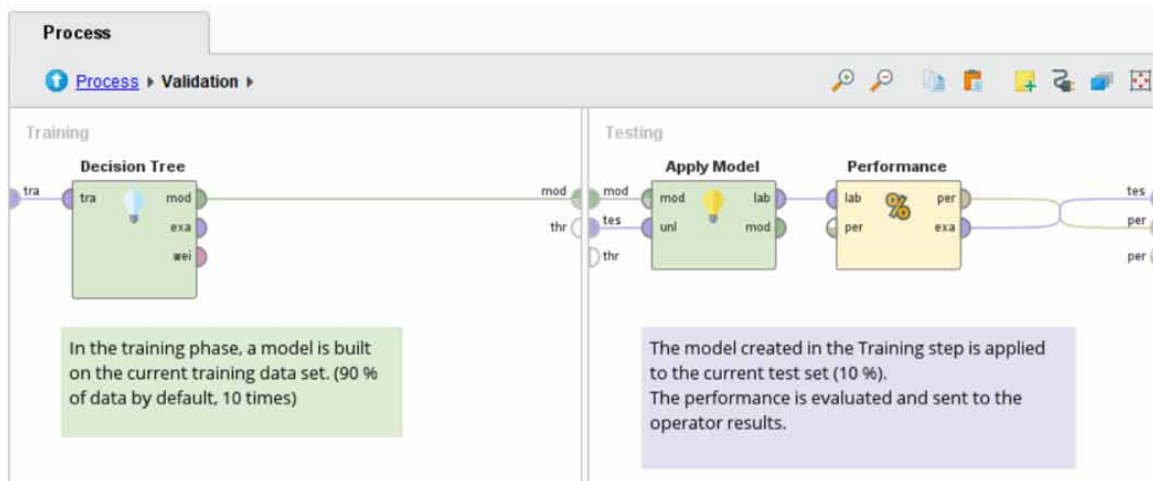 Process
Process ▸ Validation ▸
Training
Testing
Decision Tree
Apply Model
Performance
tra
tra
mod
exa
wei
mod
thr
mod
tes
thr
mod
unl
lab
mod
lab
per
%
per
exa
tes
per
per
In the training phase, a model is built
on the current training data set. (90 %
of data by default, 10 times)
The model created in the Training step is applied
to the current test set (10 %).
The performance is evaluated and sent to the
operator results.